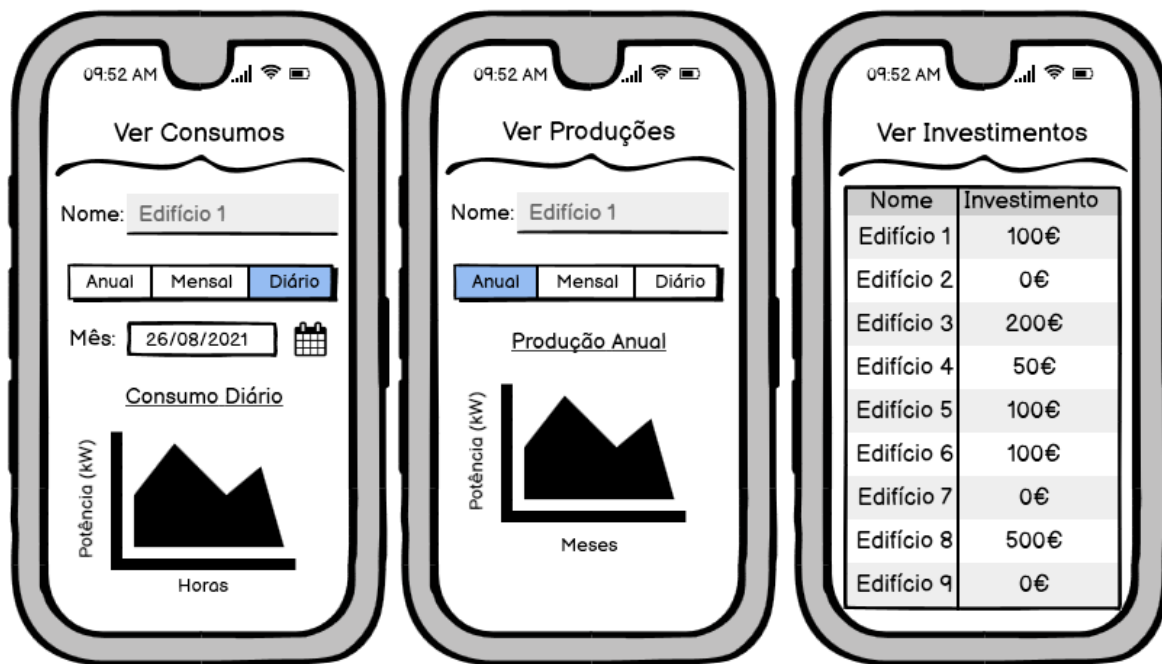 09:52 AM
Ver Consumos
Nome: Edifício 1
Anual Mensal Diário
Mês: 26/08/2021
Consumo Diário
Potência (kW)
Horas
09:52 AM
Ver Produções
Nome: Edifício 1
Anual Mensal Diário
Produção Anual
Potência (kW)
Meses
09:52 AM
Ver Investimentos
Nome Investimento
Edifício 1 100€
Edifício 2 0€
Edifício 3 200€
Edifício 4 50€
Edifício 5 100€
Edifício 6 100€
Edifício 7 0€
Edifício 8 500€
Edifício 9 0€